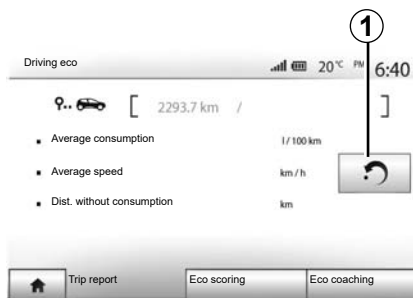 1
Driving eco 20°C PM 6:40
[ 2293.7 km / ]
Average consumption l/100 km
Average speed km/h
Dist. without consumption km
Trip report Eco scoring Eco coaching